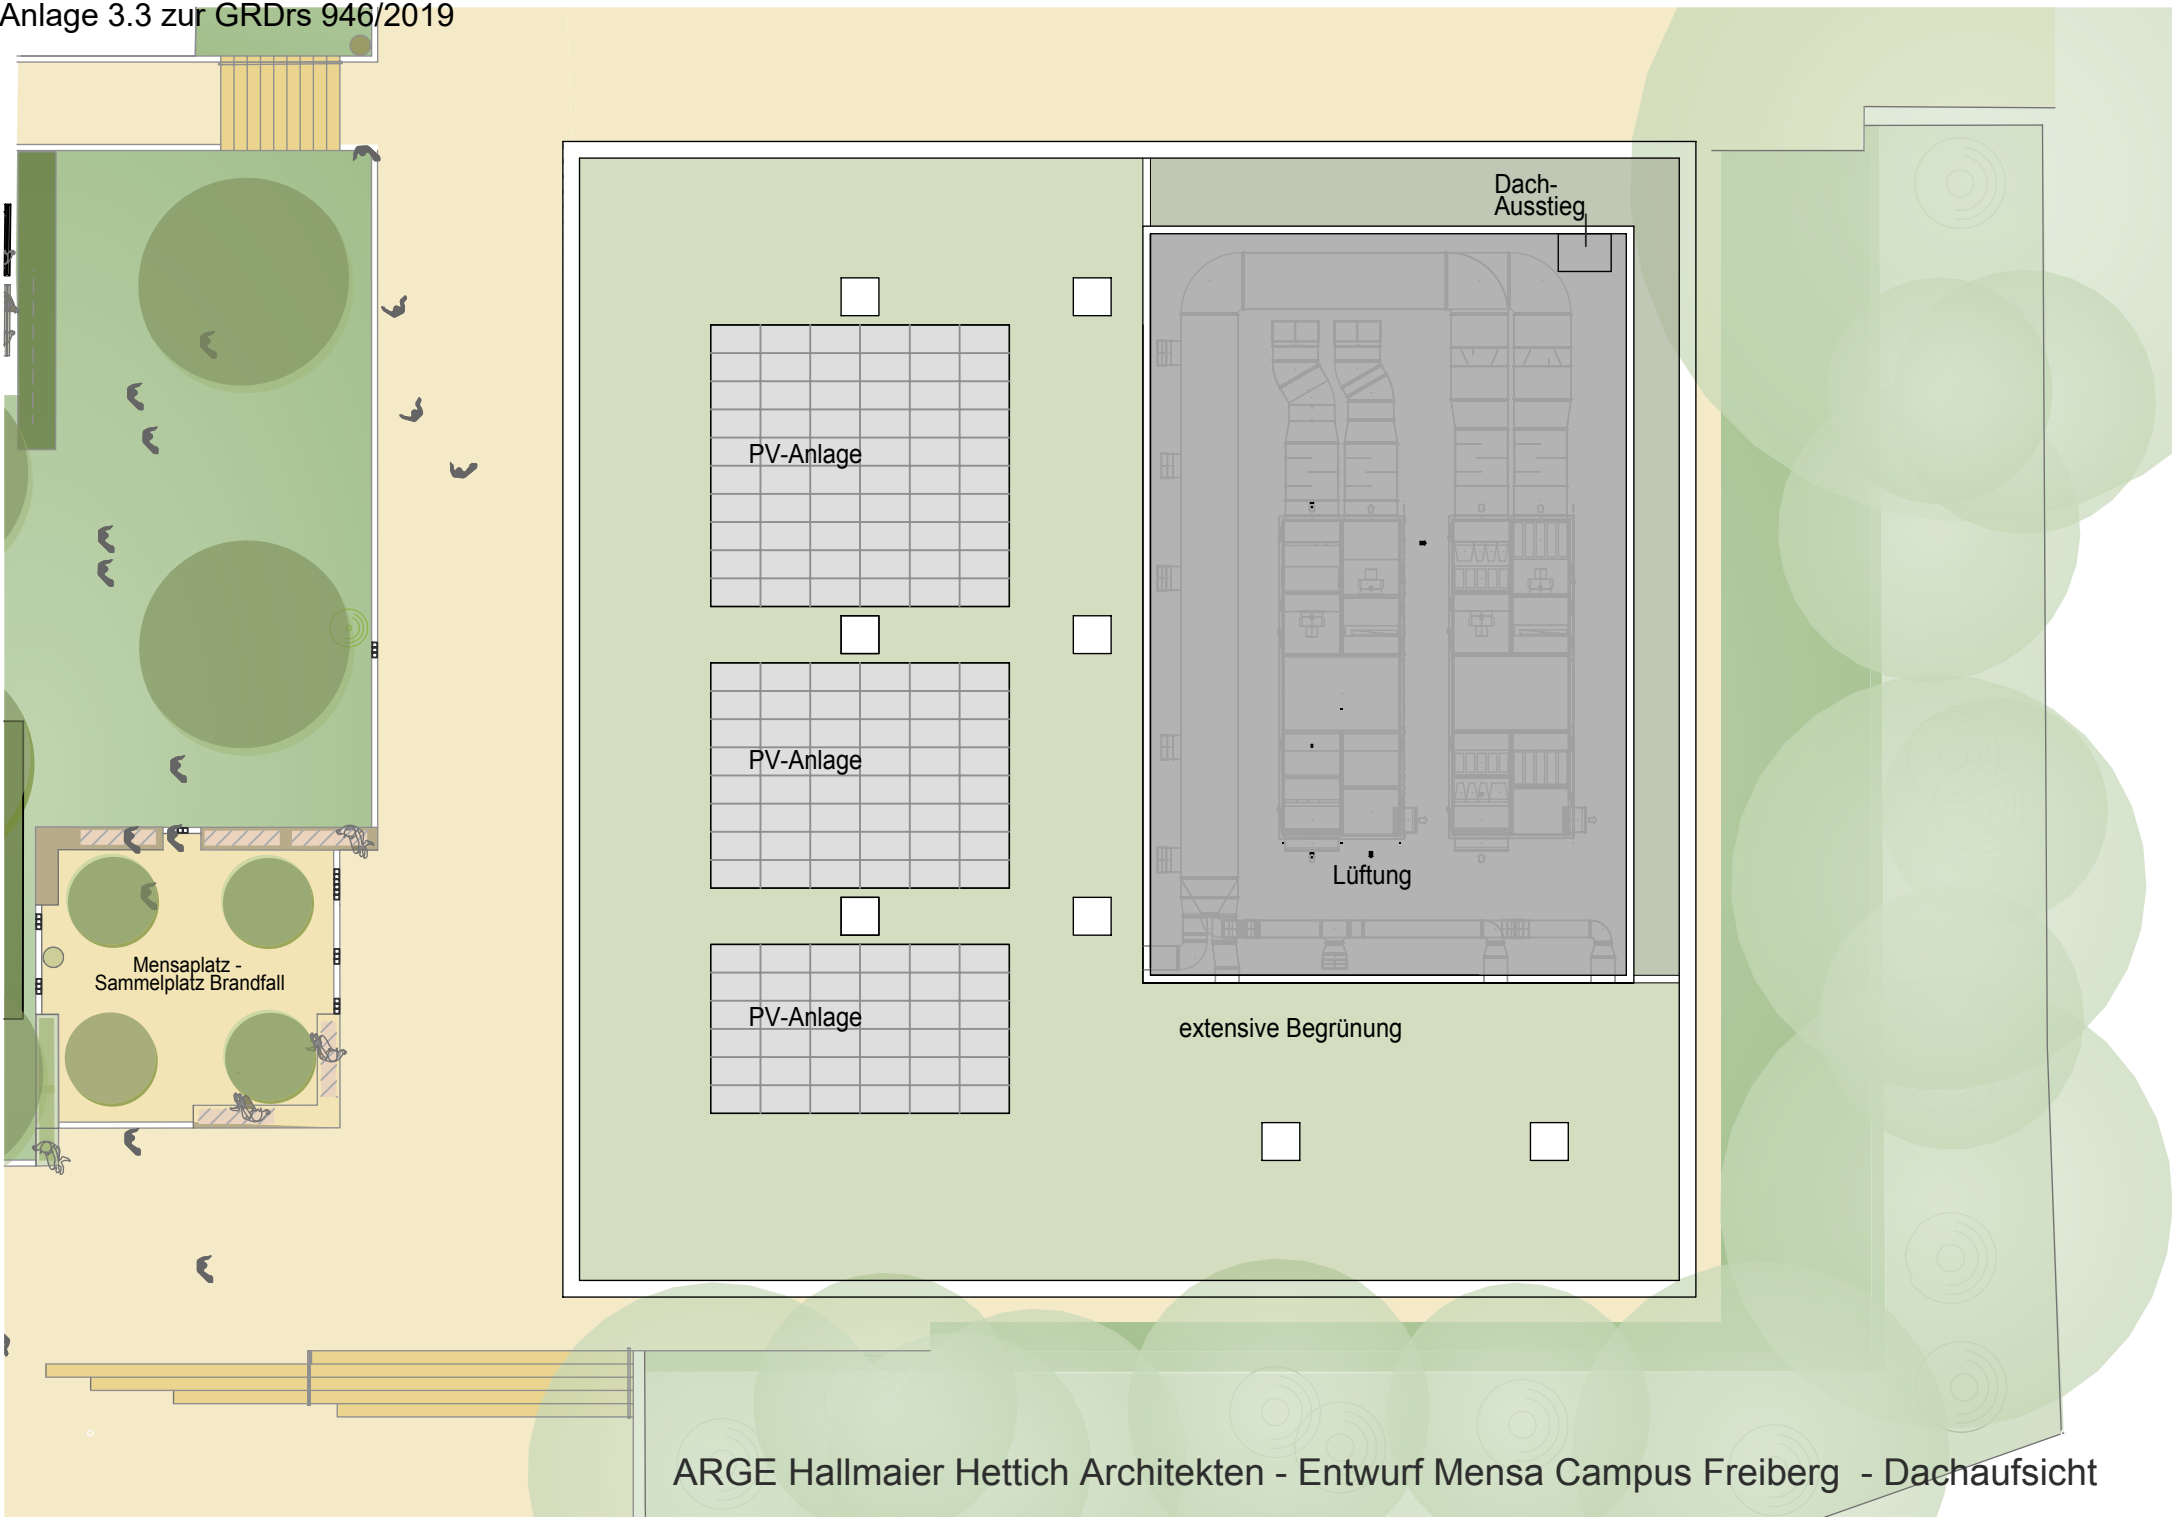 Anlage 3.3 zur GRDrs 946/2019
Dach-
Ausstieg
PV-Anlage
PV-Anlage
Lüftung
Mensaplatz -
Sammelplatz Brandfall
PV-Anlage
extensive Begrünung
ARGE Hallmaier Hettich Architekten - Entwurf Mensa Campus Freiberg - Dachaufsicht